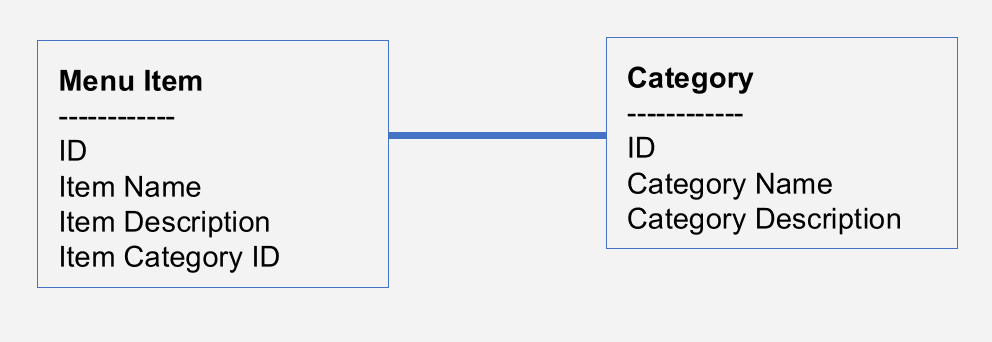 Menu Item
------------
ID
Item Name
Item Description
Item Category ID
Category
------------
ID
Category Name
Category Description